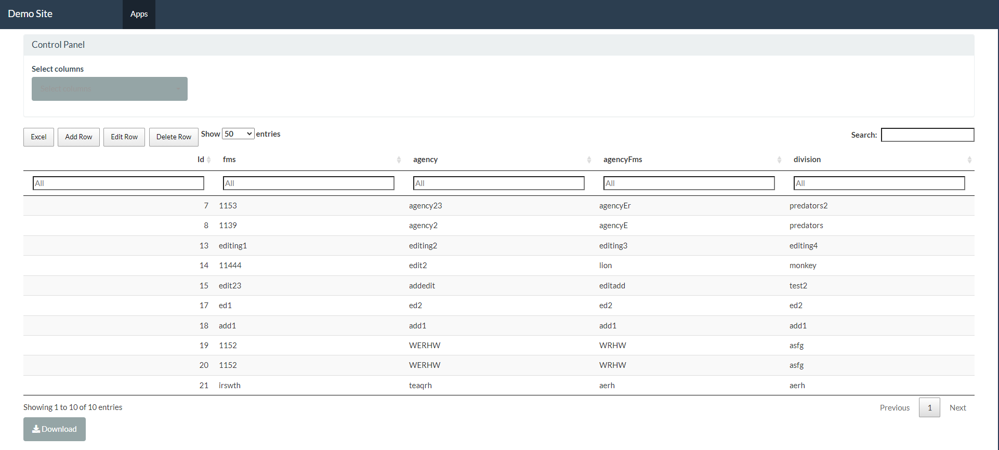 Demo Site Apps
Control Panel
Select columns
Select columns
Excel Add Row Edit Row Delete Row Show 50 entries Search:
Id fms agency agencyFms division
All All All All All
7 1153 agency23 agencyEr predators2
8 1139 agency2 agencyE predators
13 editing1 editing2 editing3 editing4
14 11444 edit2 lion monkey
15 edit23 addedit editadd test2
17 ed1 ed2 ed2 ed2
18 add1 add1 add1 add1
19 1152 WERHW WRHW asfg
20 1152 WERHW WRHW asfg
21 irswth teaqrh aerh aerh
Showing 1 to 10 of 10 entries Previous 1 Next
Download